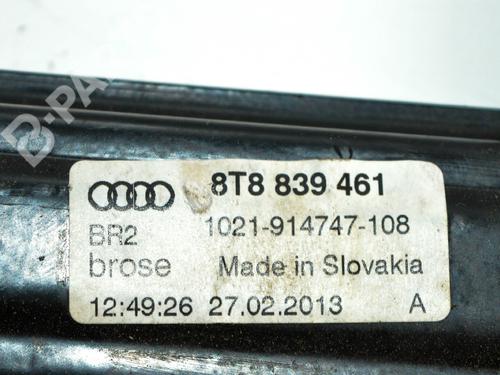 B-PA
8T8 839 461
BR2 1021-914747-108
brose Made in Slovakia
12:49:26 27.02.2013 A